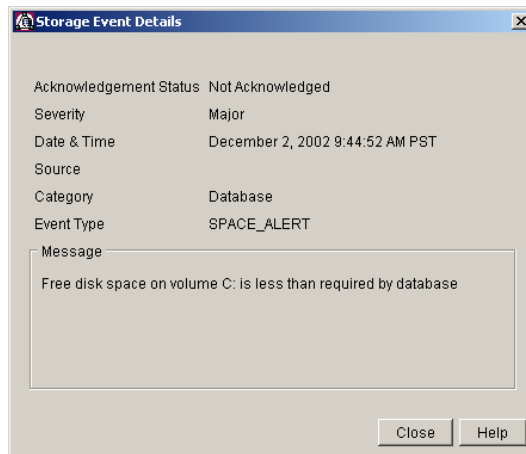 Storage Event Details
Acknowledgement Status Not Acknowledged
Severity Major
Date & Time December 2, 2002 9:44:52 AM PST
Source
Category Database
Event Type SPACE_ALERT
Message
Free disk space on volume C: is less than required by database
Close Help